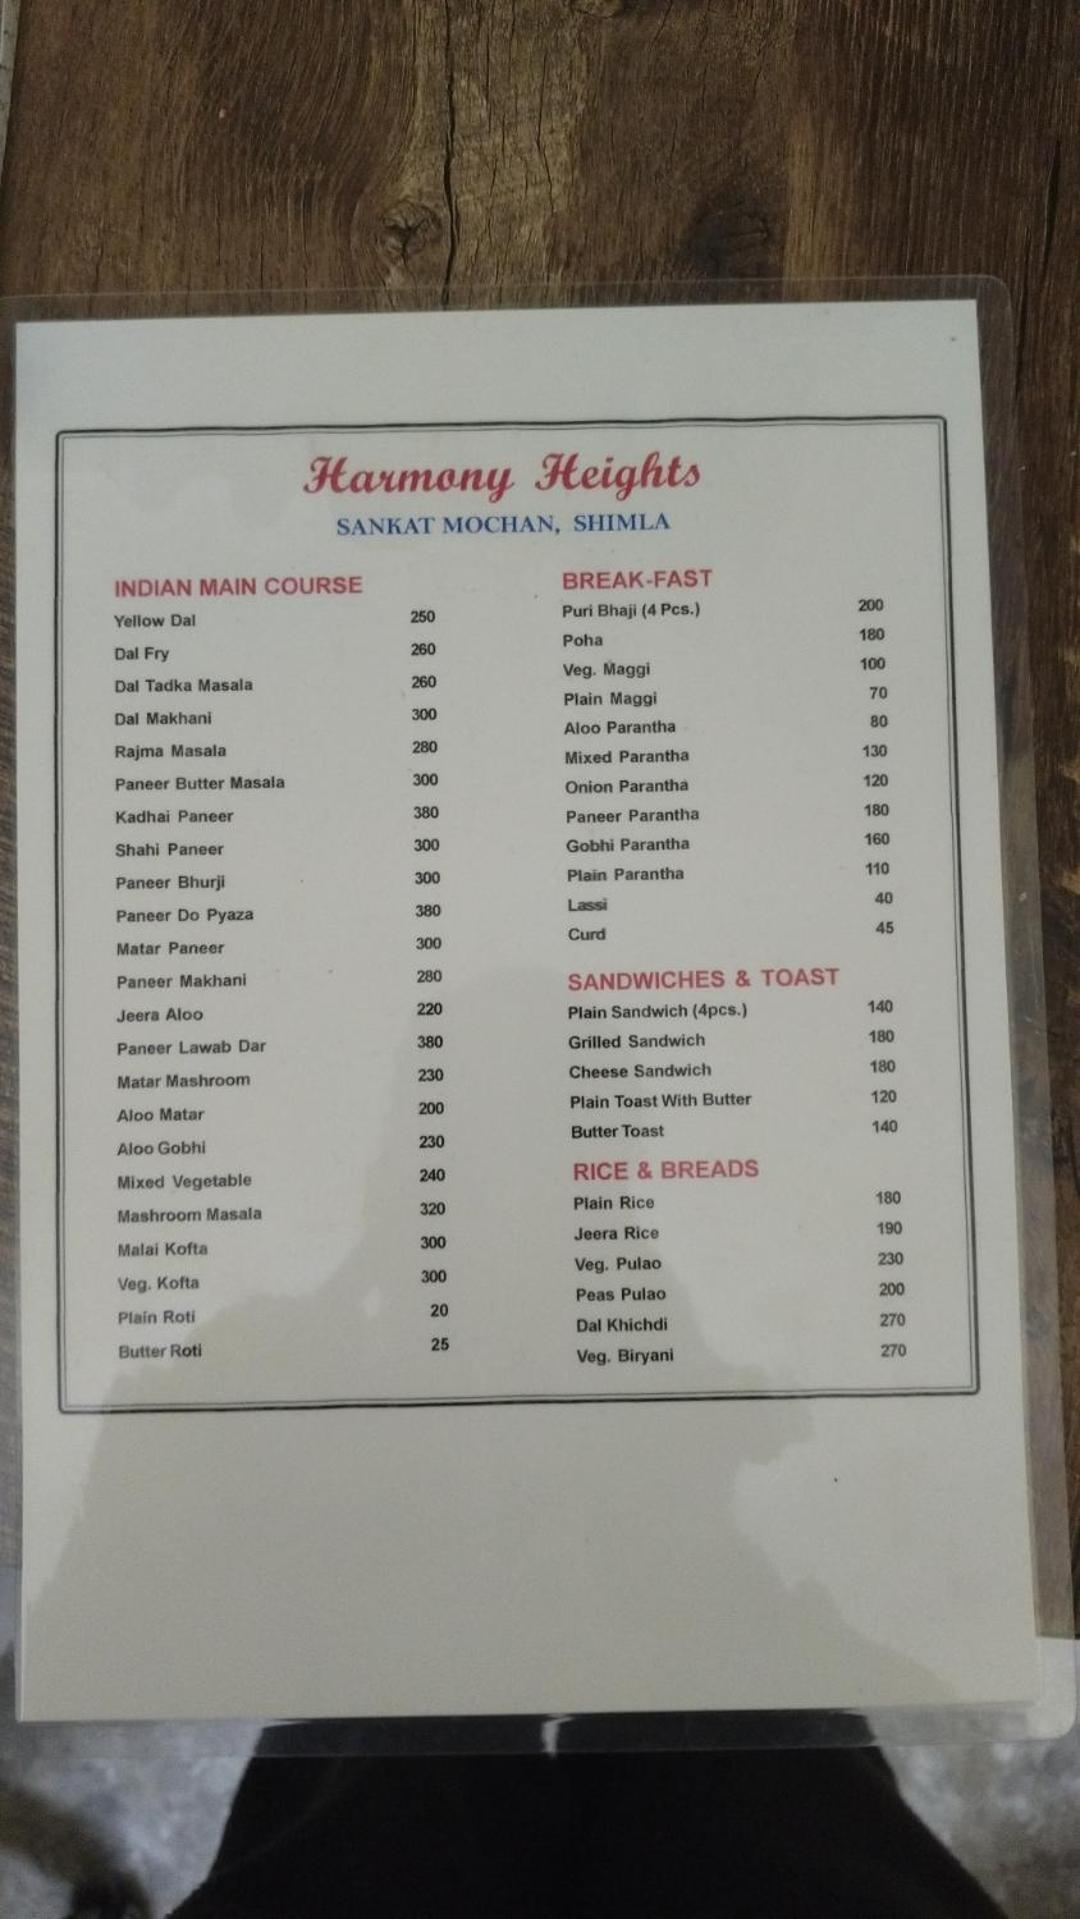 Harmony Heights
SANKAT MOCHAN, SHIMLA
INDIAN MAIN COURSE
Yellow Dal 250
Dal Fry 260
Dal Tadka Masala 260
Dal Makhani 300
Rajma Masala 280
Paneer Butter Masala 300
Kadhai Paneer 380
Shahi Paneer 300
Paneer Bhurji 300
Paneer Do Pyaza 380
Matar Paneer 300
Paneer Makhani 280
Jeera Aloo 220
Paneer Lawab Dar 380
Matar Mashroom 230
Aloo Matar 200
Aloo Gobhi 230
Mixed Vegetable 240
Mashroom Masala 320
Malai Kofta 300
Veg. Kofta 300
Plain Roti 20
Butter Roti 25
BREAK-FAST
Puri Bhaji (4 Pcs.) 200
Poha 180
Veg. Maggi 100
Plain Maggi 70
Aloo Parantha 80
Mixed Parantha 130
Onion Parantha 120
Paneer Parantha 180
Gobhi Parantha 160
Plain Parantha 110
Lassi 40
Curd 45
SANDWICHES & TOAST
Plain Sandwich (4pcs.) 140
Grilled Sandwich 180
Cheese Sandwich 180
Plain Toast With Butter 120
Butter Toast 140
RICE & BREADS
Plain Rice 180
Jeera Rice 190
Veg. Pulao 230
Peas Pulao 200
Dal Khichdi 270
Veg. Biryani 270